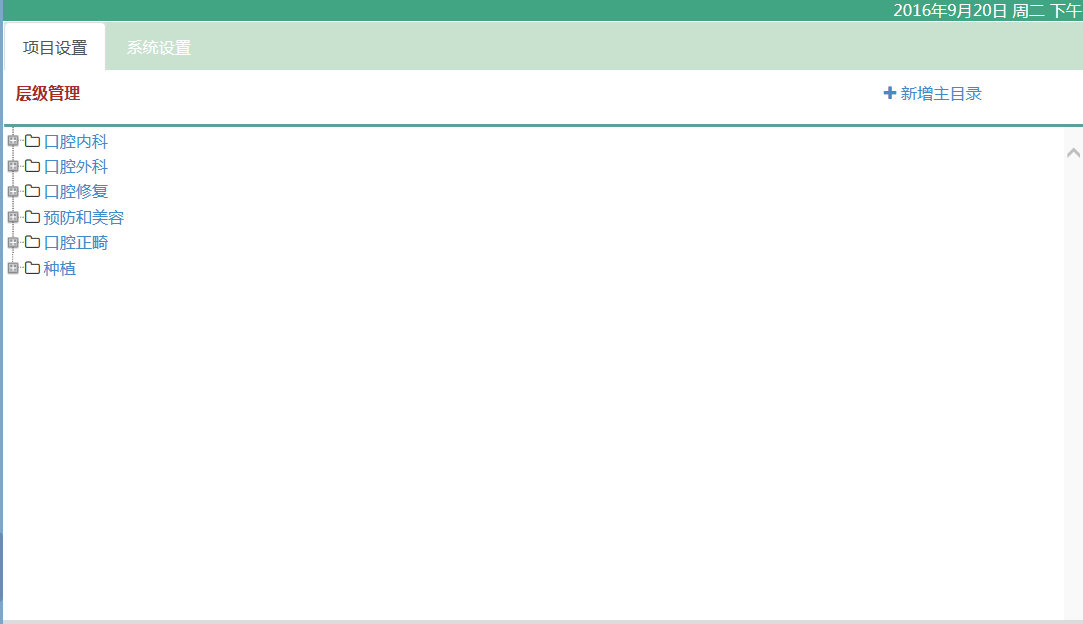 2016年9月20日 周二 下午
项目设置 系统设置
层级管理 新增主目录
口腔内科
口腔外科
口腔修复
预防和美容
口腔正畸
种植